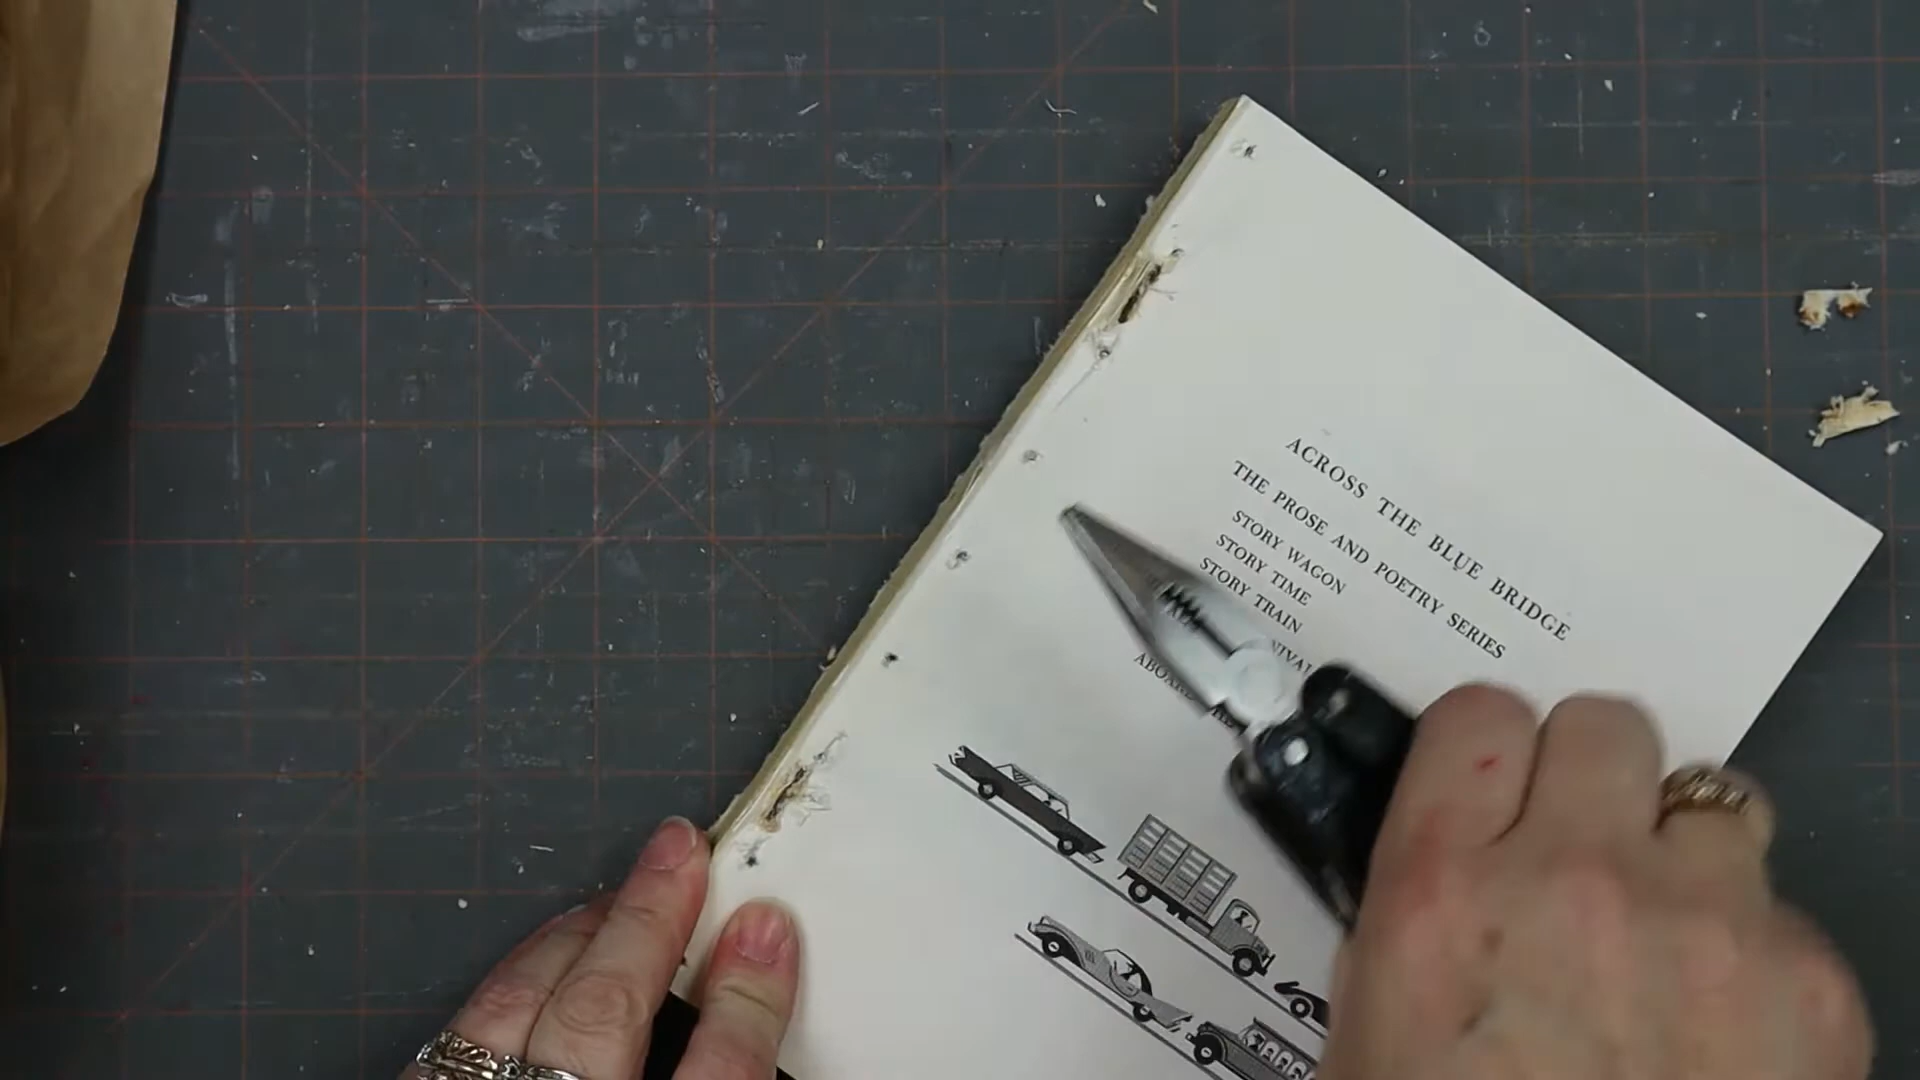 ACROSS THE BLUE BRIDGE
THE PROSE AND POETRY SERIES
STORY WAGON
STORY TIME
STORY TRAIN